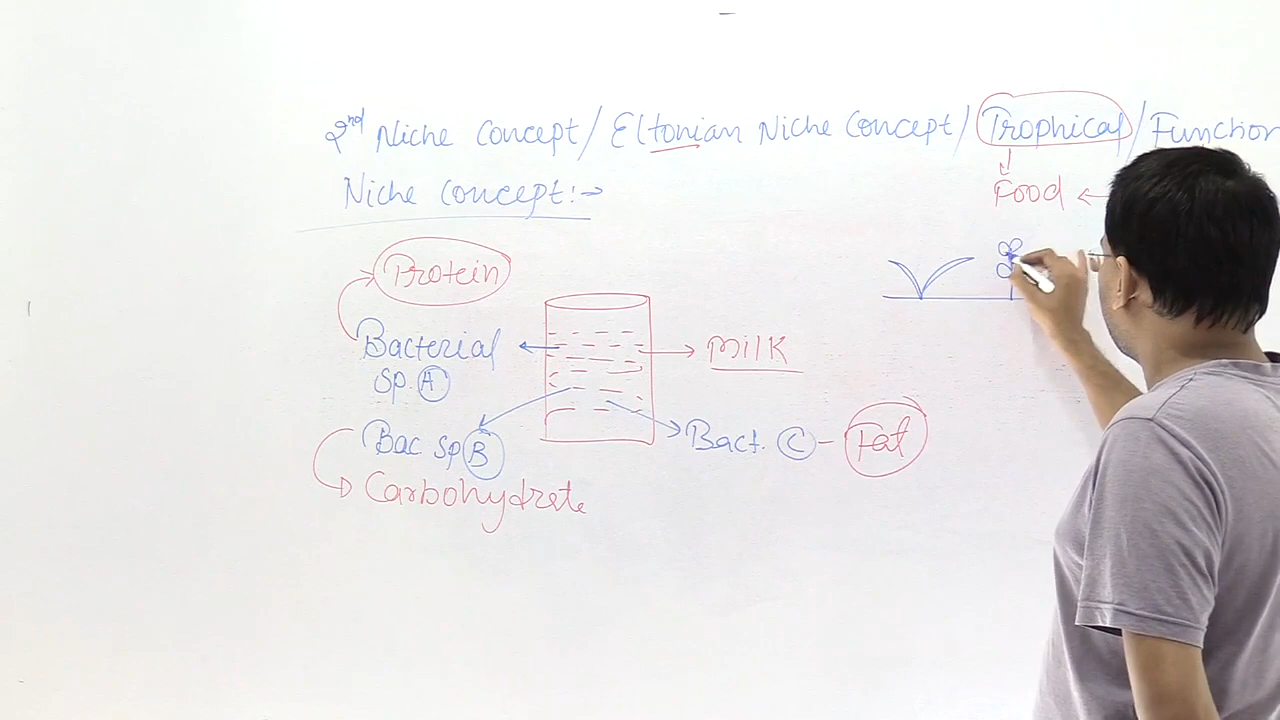 2nd Niche Concept/Eltonian Niche Concept/Trophical/Function
Niche Concept:→
Food ←
Protein
Bacterial
sp. A
← → Milk
Bac sp B
Bact. C - Fat
Carbohydrate